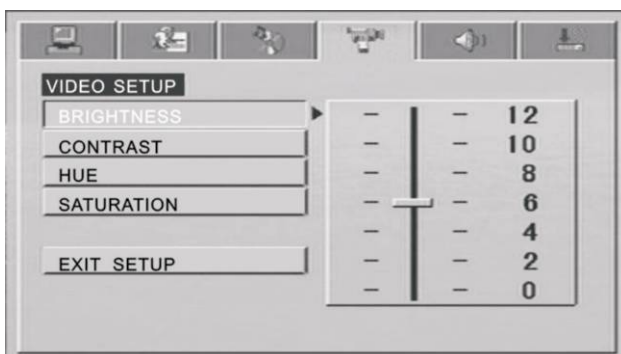 VIDEO SETUP
BRIGHTNESS
CONTRAST
HUE
SATURATION
EXIT SETUP
12
10
8
6
4
2
0